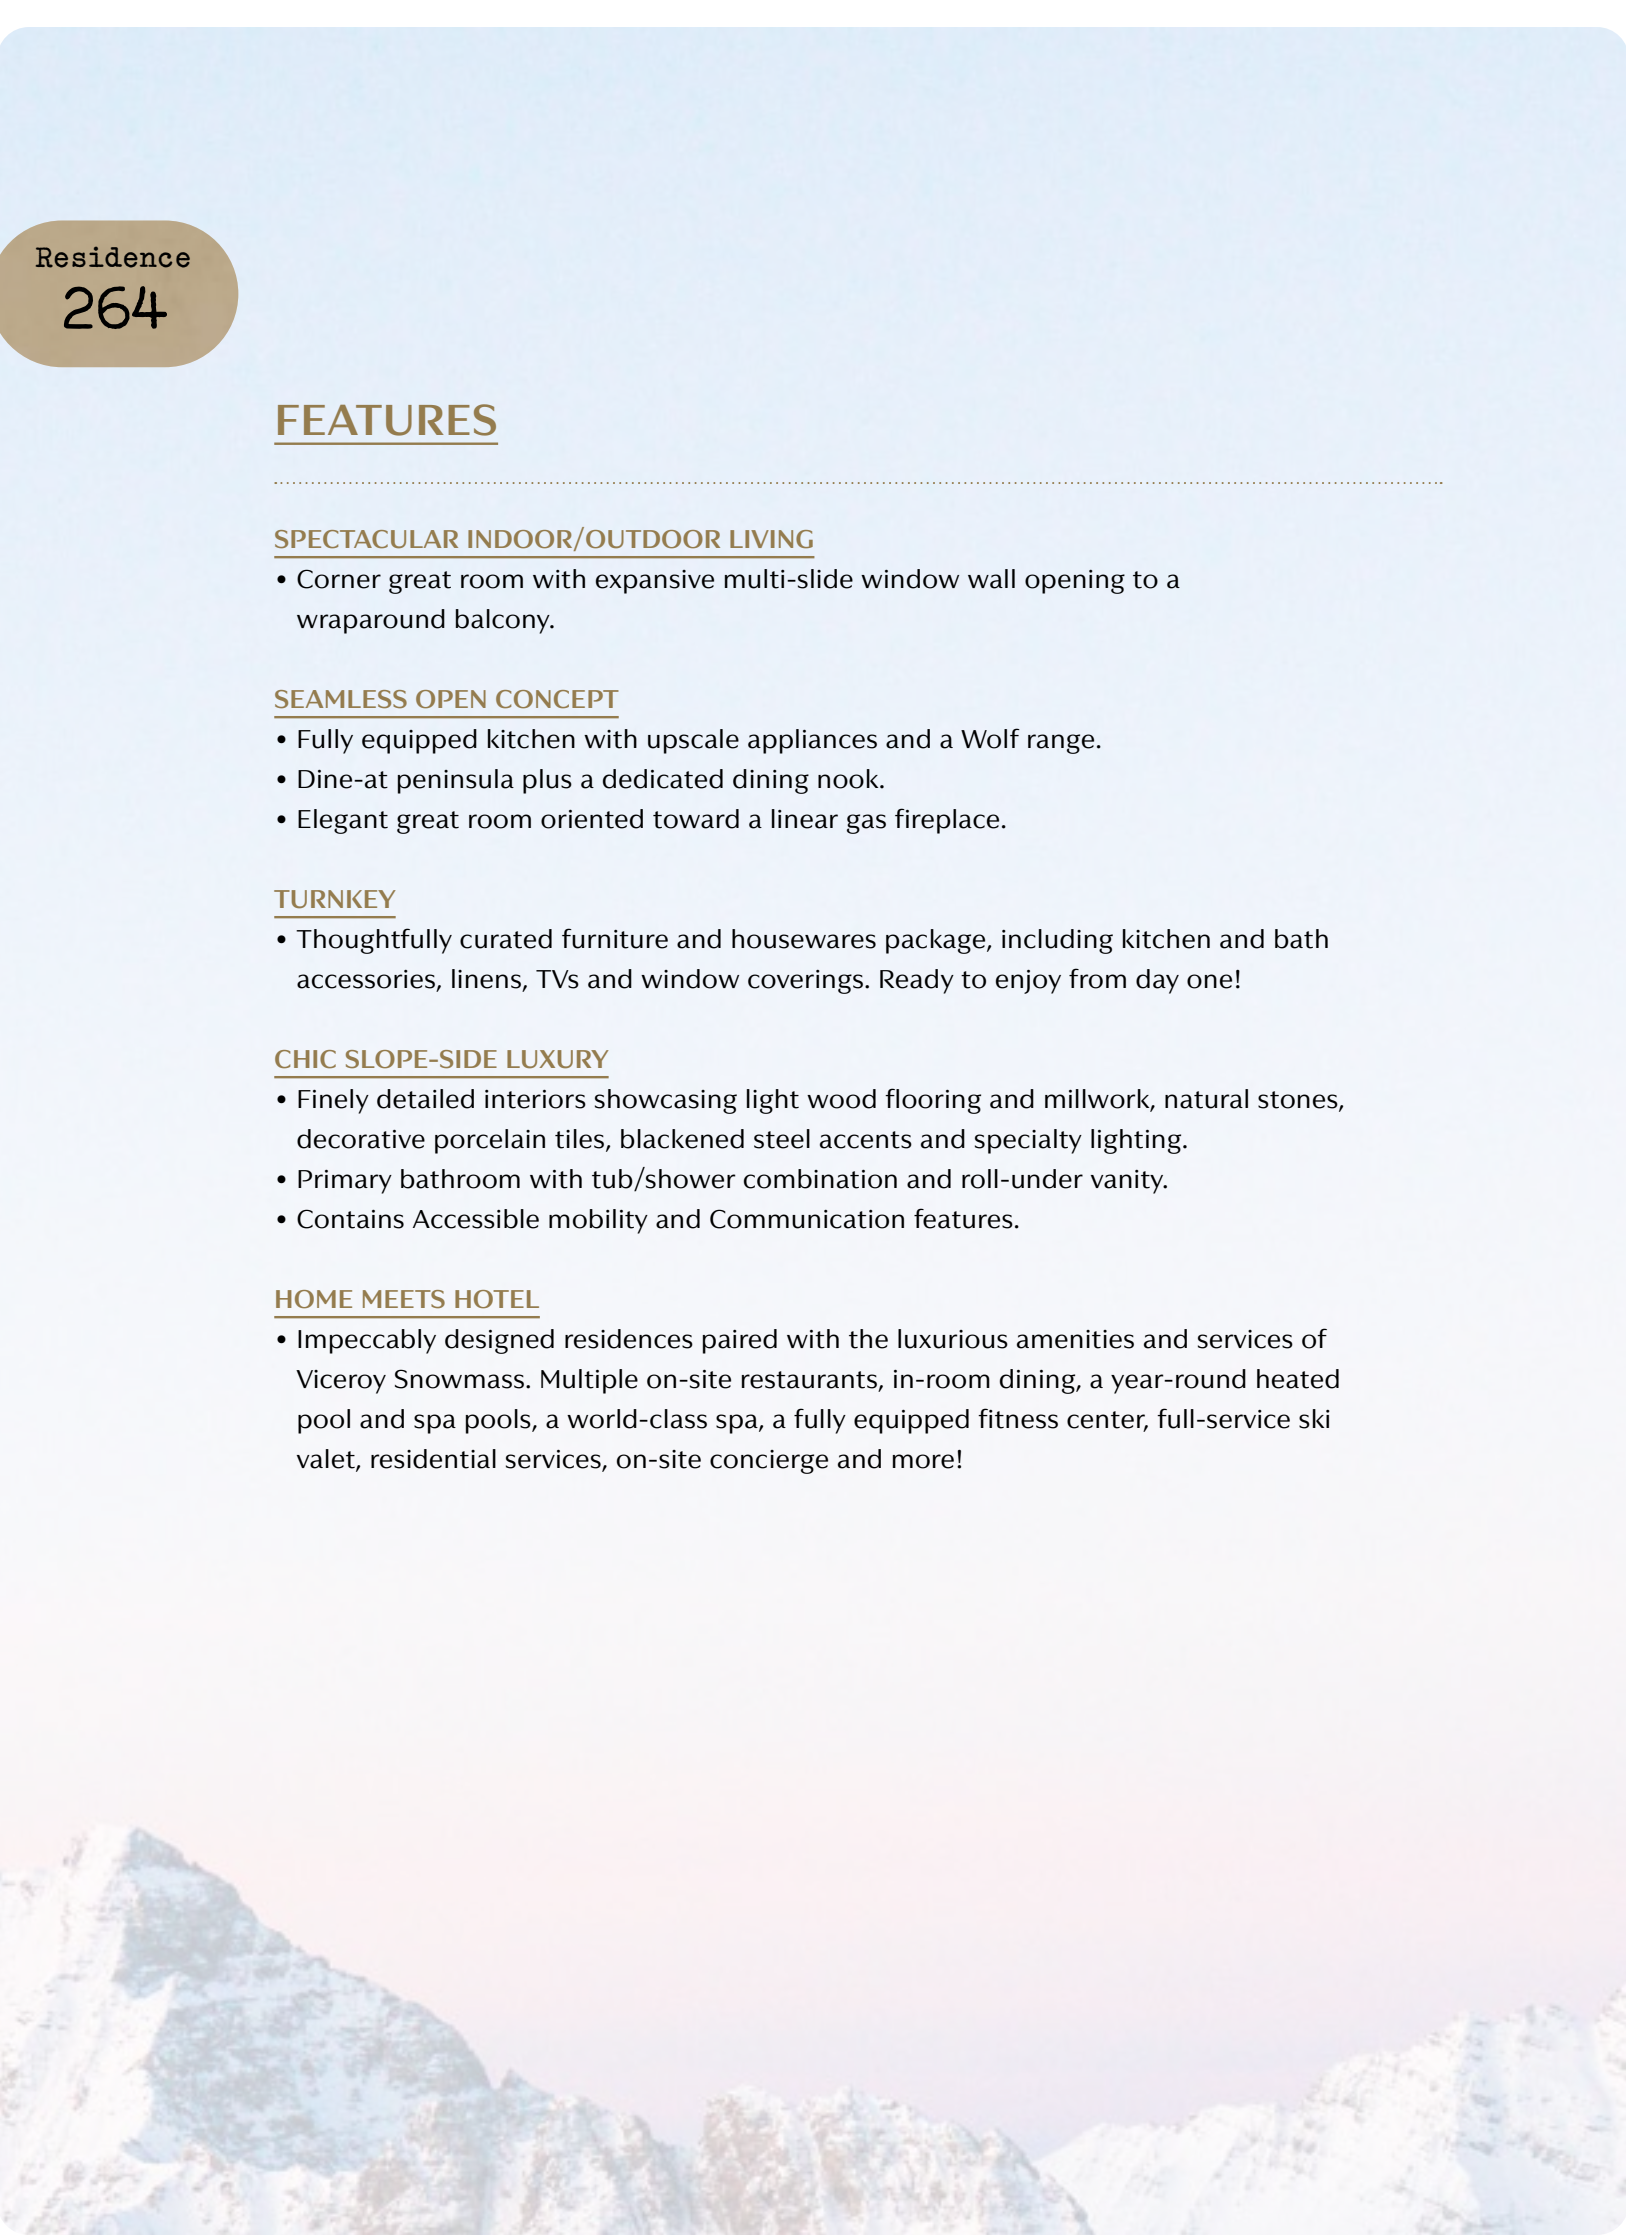 Residence
264
FEATURES
SPECTACULAR INDOOR/OUTDOOR LIVING
• Corner great room with expansive multi-slide window wall opening to a
wraparound balcony.
SEAMLESS OPEN CONCEPT
• Fully equipped kitchen with upscale appliances and a Wolf range.
• Dine-at peninsula plus a dedicated dining nook.
• Elegant great room oriented toward a linear gas fireplace.
TURNKEY
• Thoughtfully curated furniture and housewares package, including kitchen and bath
accessories, linens, TVs and window coverings. Ready to enjoy from day one!
CHIC SLOPE-SIDE LUXURY
• Finely detailed interiors showcasing light wood flooring and millwork, natural stones,
decorative porcelain tiles, blackened steel accents and specialty lighting.
• Primary bathroom with tub/shower combination and roll-under vanity.
• Contains Accessible mobility and Communication features.
HOME MEETS HOTEL
• Impeccably designed residences paired with the luxurious amenities and services of
Viceroy Snowmass. Multiple on-site restaurants, in-room dining, a year-round heated
pool and spa pools, a world-class spa, a fully equipped fitness center, full-service ski
valet, residential services, on-site concierge and more!